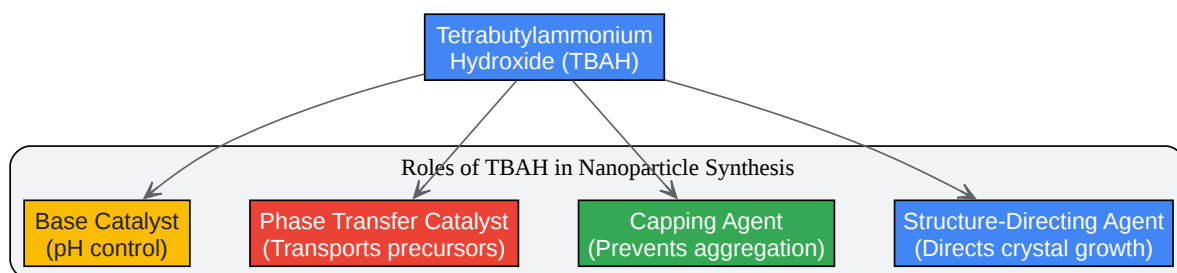 Tetrabutylammonium
Hydroxide (TBAH)
Roles of TBAH in Nanoparticle Synthesis
Base Catalyst
(pH control)
Phase Transfer Catalyst
(Transports precursors)
Capping Agent
(Prevents aggregation)
Structure-Directing Agent
(Directs crystal growth)